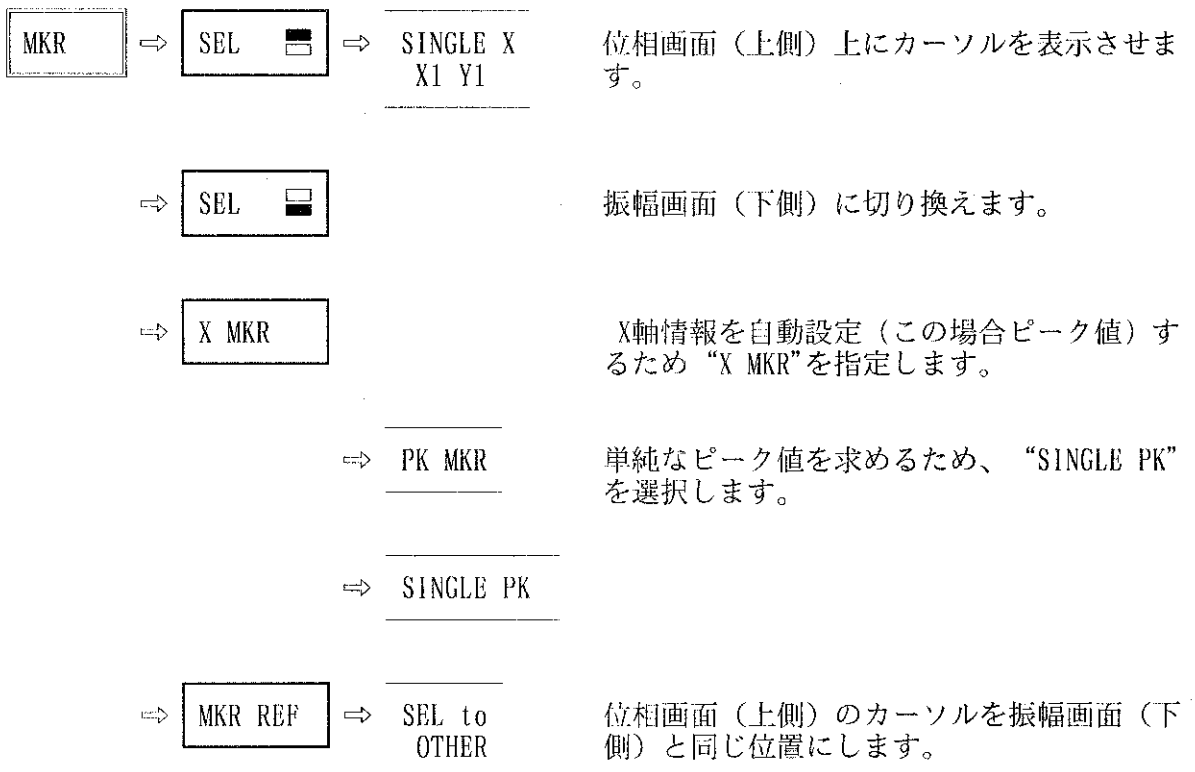 MKR ⇨ SEL ⇨ SINGLE X 位相画面（上側）上にカーソルを表示させま
X1 Y1 す。
⇨ SEL 振幅画面（下側）に切り換えます。
⇨ X MKR X軸情報を自動設定（この場合ピーク値）す
るため “X MKR”を指定します。
⇨ PK MKR 単純なピーク値を求めるため、 “SINGLE PK”
を選択します。
⇨ SINGLE PK
⇨ MKR REF ⇨ SEL to 位相画面（上側）のカーソルを振幅画面（下
OTHER 側）と同じ位置にします。